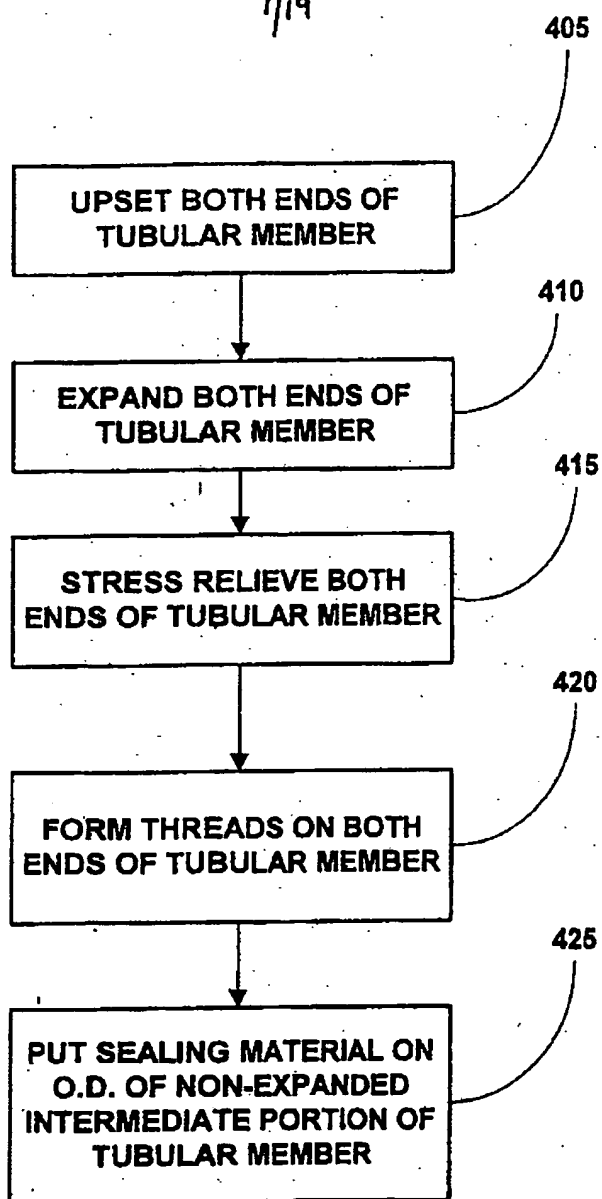 7/19
405
UPSET BOTH ENDS OF
TUBULAR MEMBER
410
EXPAND BOTH ENDS OF
TUBULAR MEMBER
415
STRESS RELIEVE BOTH
ENDS OF TUBULAR MEMBER
420
FORM THREADS ON BOTH
ENDS OF TUBULAR MEMBER
425
PUT SEALING MATERIAL ON
O.D. OF NON-EXPANDED
INTERMEDIATE PORTION OF
TUBULAR MEMBER